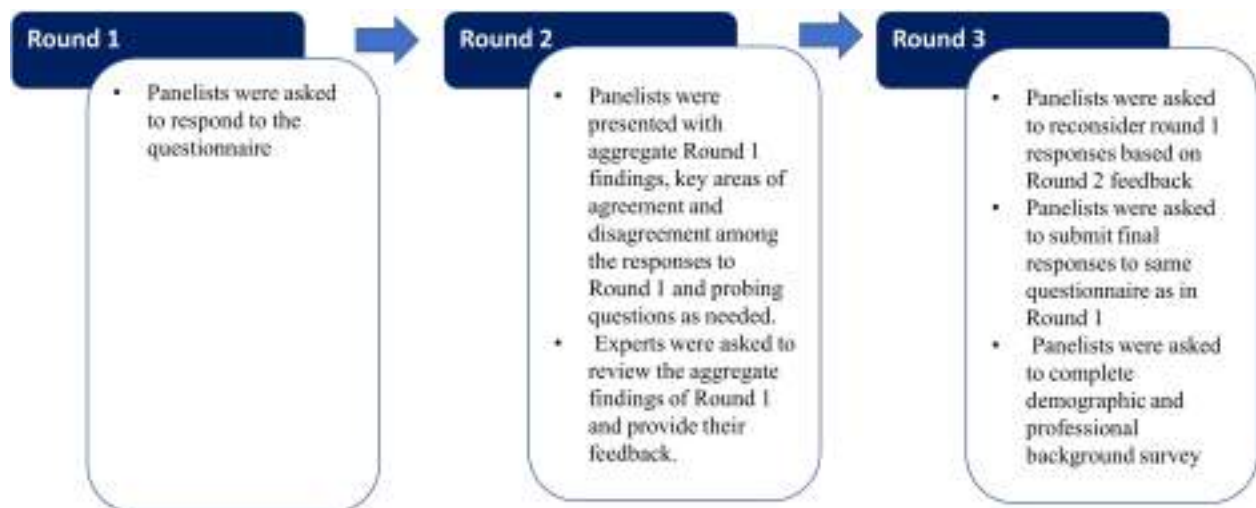 Round 1
• Panelists were asked
to respond to the
questionnaire
Round 2
• Panelists were
presented with
aggregate Round 1
findings, key areas of
agreement and
disagreement among
the responses to
Round 1 and probing
questions as needed.
• Experts were asked to
review the aggregate
findings of Round 1
and provide their
feedback.
Round 3
• Panelists were asked
to reconsider round 1
responses based on
Round 2 feedback
• Panelists were asked
to submit final
responses to same
questionnaire as in
Round 1
• Panelists were asked
to complete
demographic and
professional
background survey